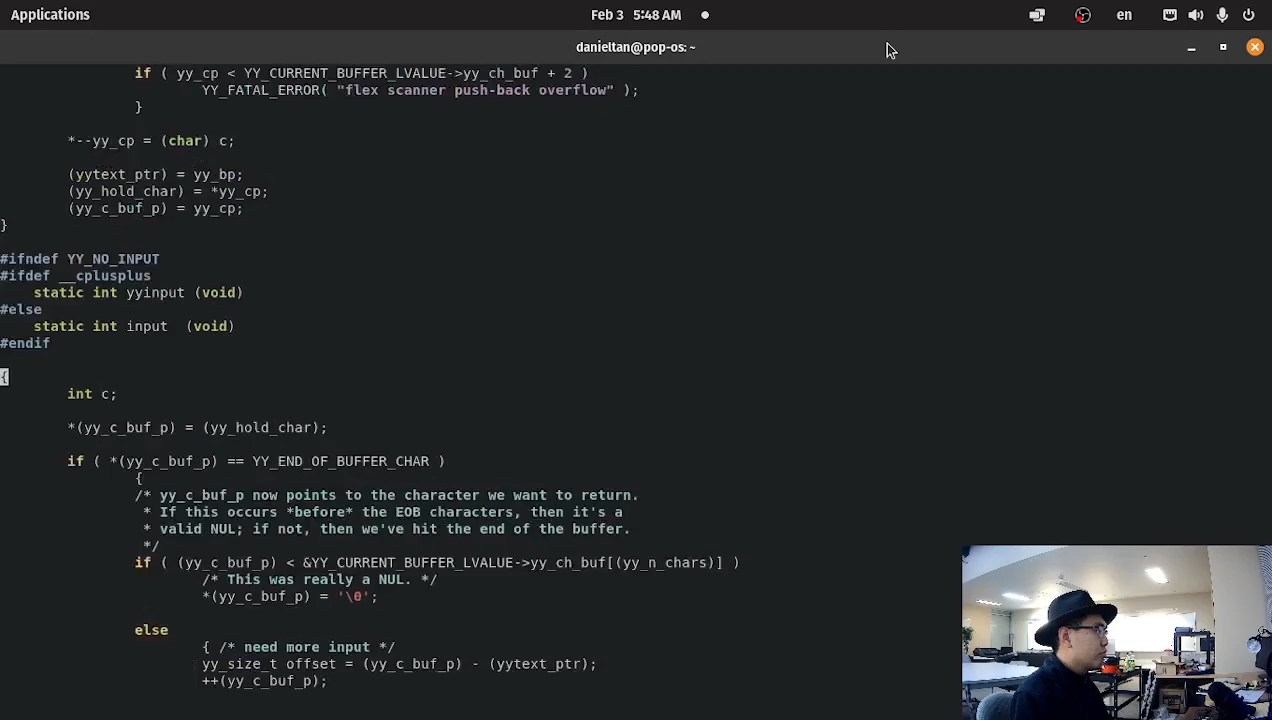 Applications
Feb 3 5:48 AM
en
danieltan@pop-os: ~
if ( yy_cp < YY_CURRENT_BUFFER_LVALUE->yy_ch_buf + 2 )
YY_FATAL_ERROR( "flex scanner push-back overflow" );
}
*--yy_cp = (char) c;
(yytext_ptr) = yy_bp;
(yy_hold_char) = *yy_cp;
(yy_c_buf_p) = yy_cp;
}
#ifndef YY_NO_INPUT
#ifdef __cplusplus
static int yyinput (void)
#else
static int input  (void)
#endif
{
int c;
*(yy_c_buf_p) = (yy_hold_char);
if ( *(yy_c_buf_p) == YY_END_OF_BUFFER_CHAR )
{
/* yy_c_buf_p now points to the character we want to return.
* If this occurs *before* the EOB characters, then it's a
* valid NUL; if not, then we've hit the end of the buffer.
*/
if ( (yy_c_buf_p) < &YY_CURRENT_BUFFER_LVALUE->yy_ch_buf[(yy_n_chars)] )
/* This was really a NUL. */
*(yy_c_buf_p) = '\0';
else
{ /* need more input */
yy_size_t offset = (yy_c_buf_p) - (yytext_ptr);
++(yy_c_buf_p);